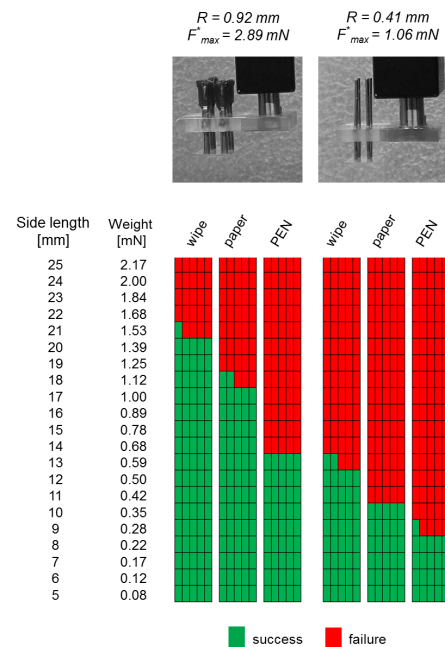 R = 0.92 mm
F*max = 2.89 mN
R = 0.41 mm
F*max = 1.06 mN
Side length [mm]
Weight [mN]
wipe
paper
PEN
wipe
paper
PEN
25 2.17
24 2.00
23 1.84
22 1.68
21 1.53
20 1.39
19 1.25
18 1.12
17 1.00
16 0.89
15 0.78
14 0.68
13 0.59
12 0.50
11 0.42
10 0.35
9 0.28
8 0.22
7 0.17
6 0.12
5 0.08
success
failure